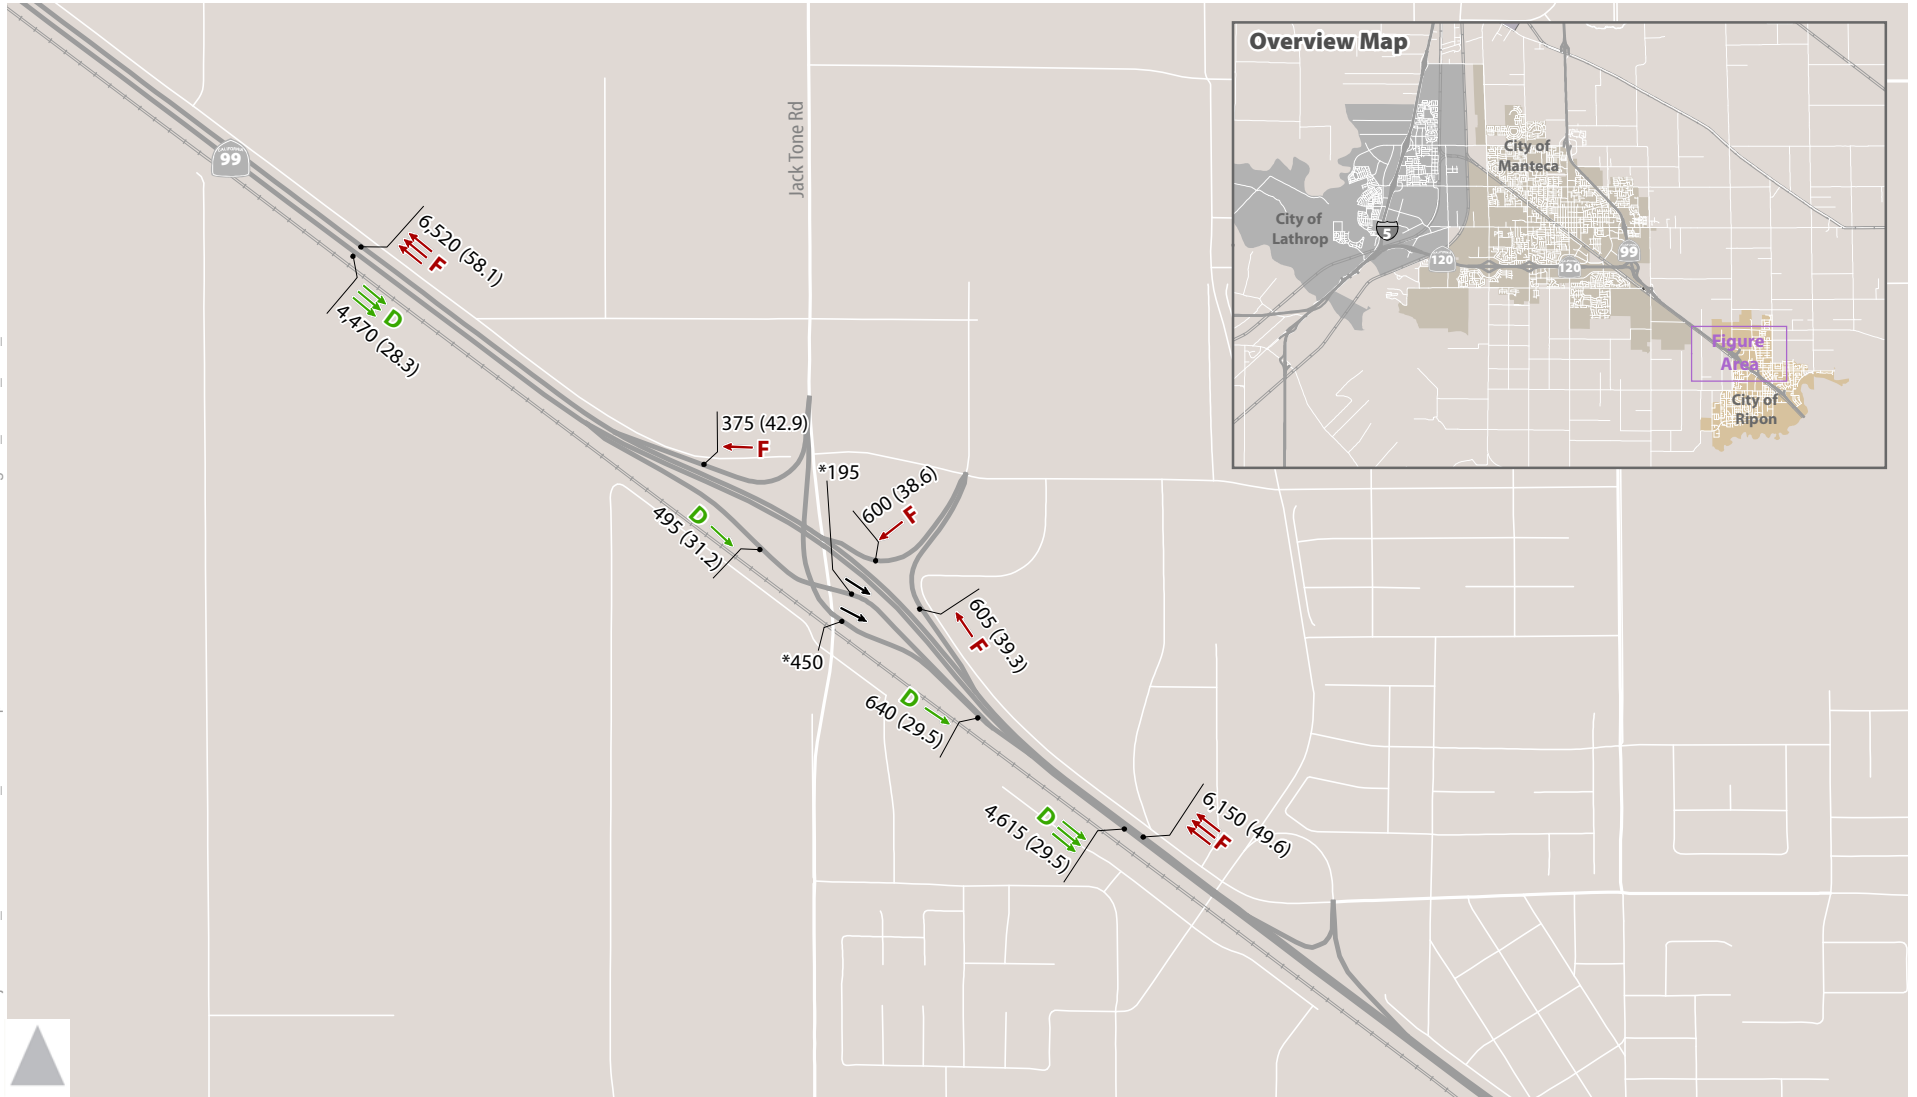 Overview Map
City of
Manteca
City of
Lathrop
5
120
120
99
Figure
Area
City of
Ripon
Jack Tone Rd
CALIFORNIA
99
6,520 (58.1)
F
D
4,470 (28.3)
375 (42.9)
F
*195
600 (38.6)
F
D
495 (31.2)
605 (39.3)
F
*450
D
640 (29.5)
D
4,615 (29.5)
6,150 (49.6)
F